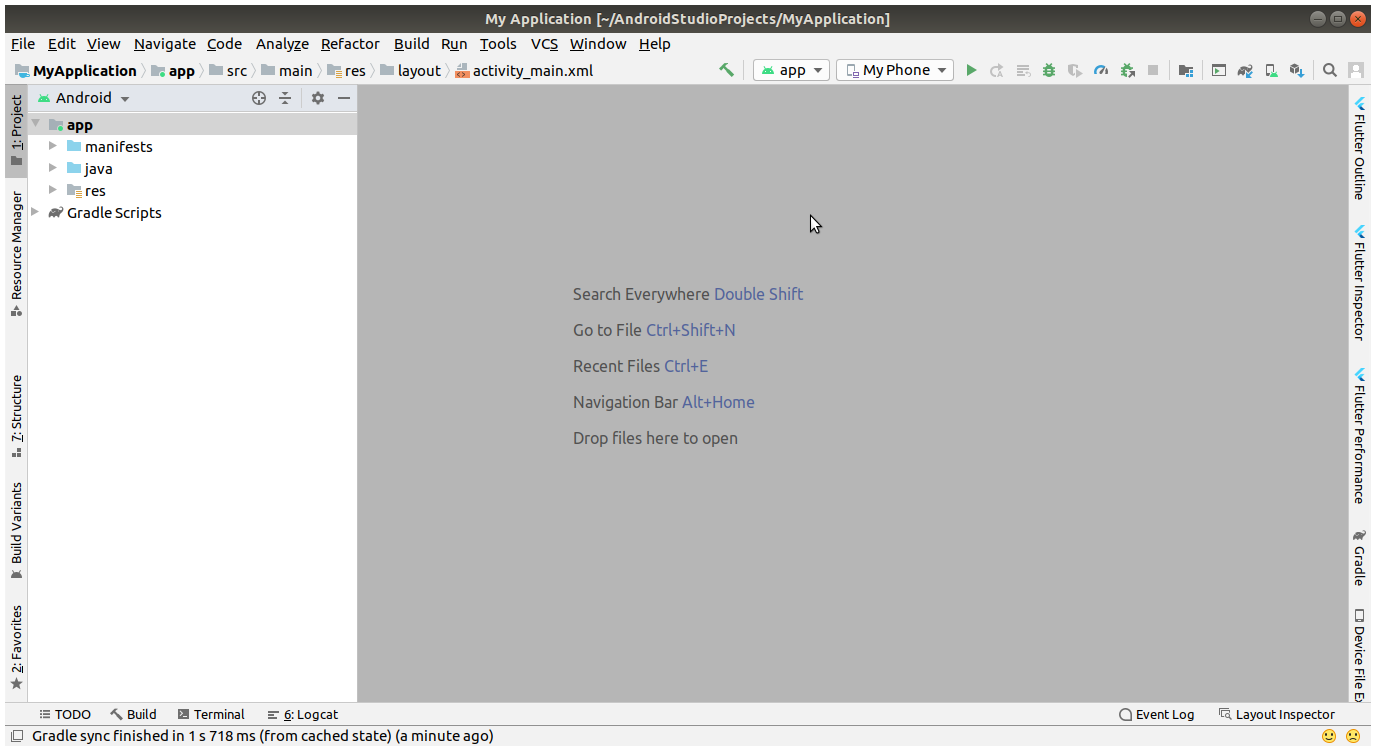 My Application [~/AndroidStudioProjects/MyApplication]
File Edit View Navigate Code Analyze Refactor Build Run Tools VCS Window Help
MyApplication app src main res layout activity_main.xml app My Phone
1: Project
Resource Manager
7: Structure
Build Variants
2: Favorites
Android
app
manifests
java
res
Gradle Scripts
Search Everywhere Double Shift
Go to File Ctrl+Shift+N
Recent Files Ctrl+E
Navigation Bar Alt+Home
Drop files here to open
Flutter Outline
Flutter Inspector
Flutter Performance
Gradle
Device File Ex
TODO Build Terminal 6: Logcat Event Log Layout Inspector
Gradle sync finished in 1 s 718 ms (from cached state) (a minute ago)